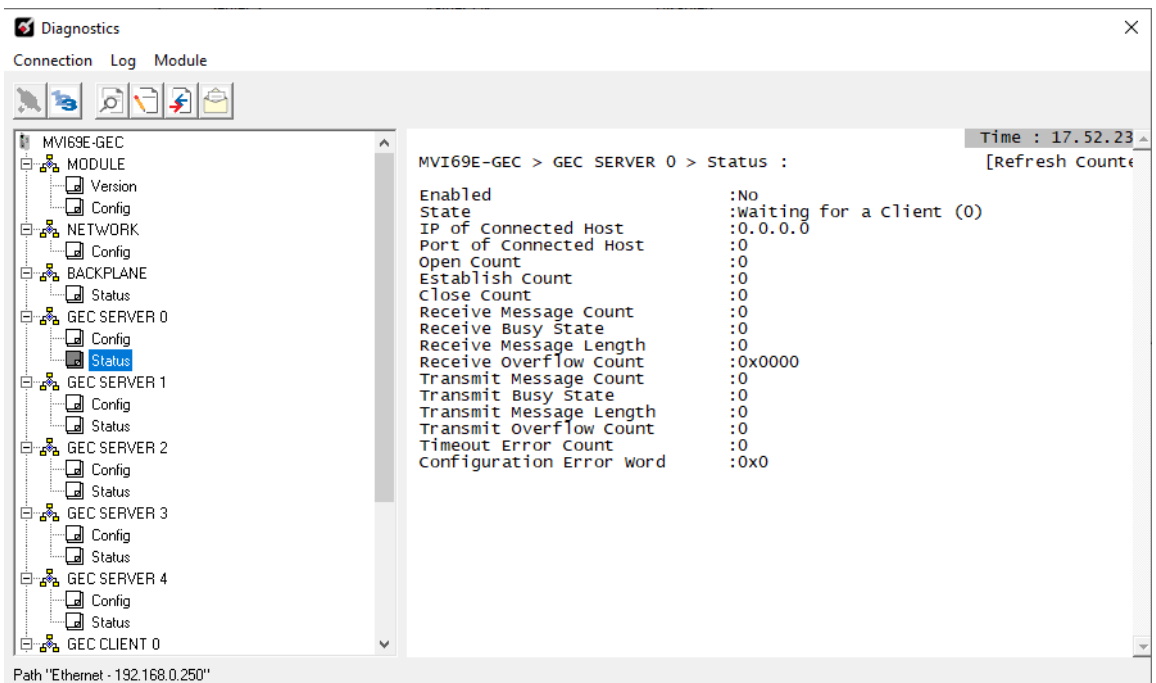 Diagnostics
Connection Log Module
MVI69E-GEC
MODULE
Version
Config
NETWORK
Config
BACKPLANE
Status
GEC SERVER 0
Config
Status
GEC SERVER 1
Config
Status
GEC SERVER 2
Config
Status
GEC SERVER 3
Config
Status
GEC SERVER 4
Config
Status
GEC CLIENT 0
Time : 17.52.23
MVI69E-GEC > GEC SERVER 0 > Status : [Refresh Counte
Enabled :No
State :Waiting for a Client (0)
IP of Connected Host :0.0.0.0
Port of Connected Host :0
Open Count :0
Establish Count :0
Close Count :0
Receive Message Count :0
Receive Busy State :0
Receive Message Length :0
Receive Overflow Count :0x0000
Transmit Message Count :0
Transmit Busy State :0
Transmit Message Length :0
Transmit Overflow Count :0
Timeout Error Count :0
Configuration Error Word :0x0
Path "Ethernet - 192.168.0.250"